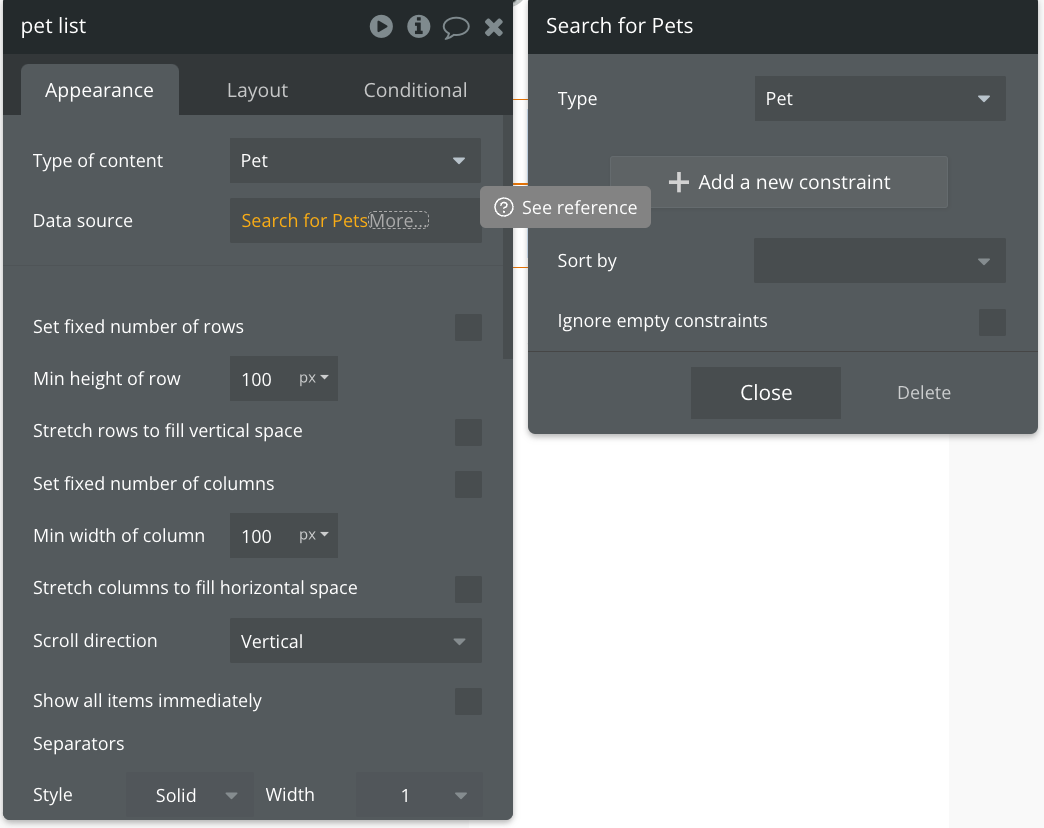 pet list
Appearance Layout Conditional
Type of content Pet
Data source Search for PetsMore...
Set fixed number of rows
Min height of row 100 px
Stretch rows to fill vertical space
Set fixed number of columns
Min width of column 100 px
Stretch columns to fill horizontal space
Scroll direction Vertical
Show all items immediately
Separators
Style Solid Width 1
See reference
Search for Pets
Type Pet
Add a new constraint
Sort by
Ignore empty constraints
Close Delete